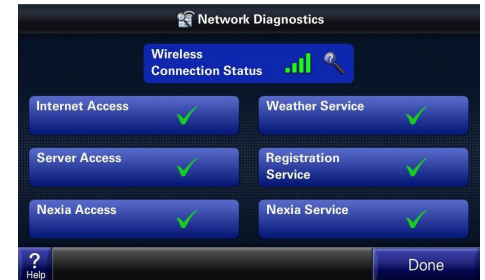 Network Diagnostics
Wireless
Connection Status
Internet Access
Weather Service
Server Access
Registration
Service
Nexia Access
Nexia Service
?
Help
Done